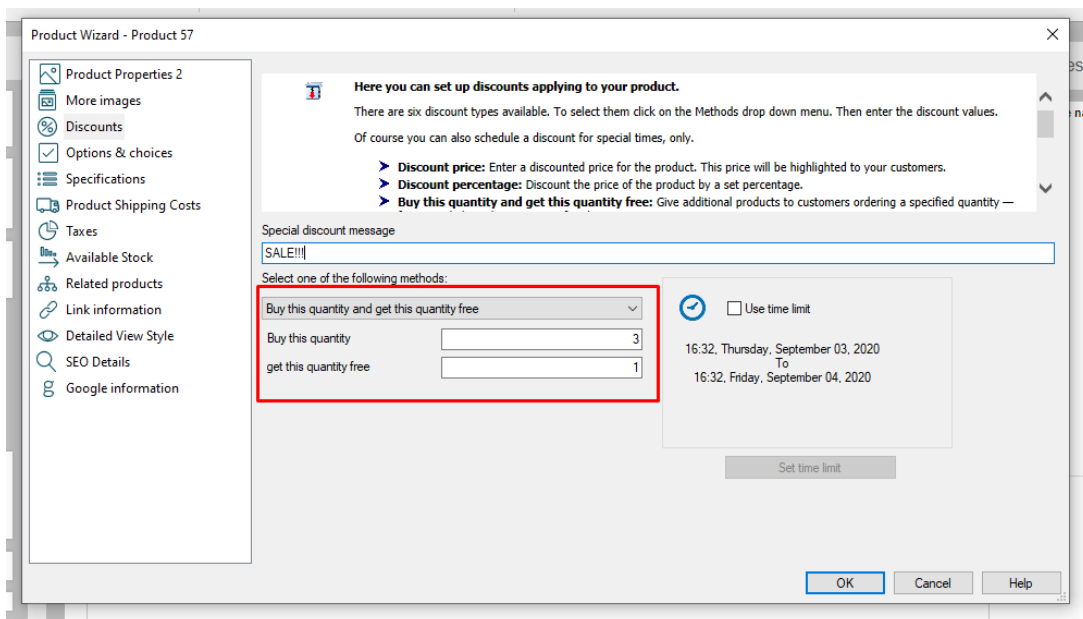 Product Wizard - Product 57
Product Properties 2
More images
Discounts
Options & choices
Specifications
Product Shipping Costs
Taxes
Available Stock
Related products
Link information
Detailed View Style
SEO Details
Google information
Here you can set up discounts applying to your product.
There are six discount types available. To select them click on the Methods drop down menu. Then enter the discount values.
Of course you can also schedule a discount for special times, only.
Discount price: Enter a discounted price for the product. This price will be highlighted to your customers.
Discount percentage: Discount the price of the product by a set percentage.
Buy this quantity and get this quantity free: Give additional products to customers ordering a specified quantity —
Special discount message
SALE!!!
Select one of the following methods:
Buy this quantity and get this quantity free
Buy this quantity 3
get this quantity free 1
Use time limit
16:32, Thursday, September 03, 2020
To
16:32, Friday, September 04, 2020
Set time limit
OK Cancel Help